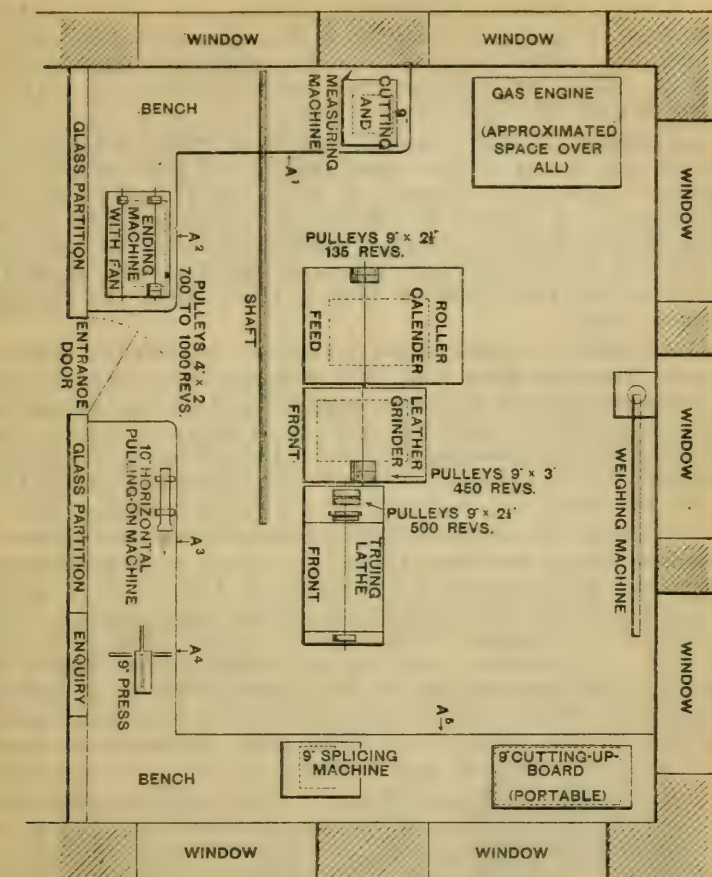 WINDOW
WINDOW
BENCH
GLASS PARTITION
9"
CUTTING
AND
MEASURING
MACHINE
GAS ENGINE
(APPROXIMATED
SPACE OVER
ALL)
WINDOW
A¹
A²
ENDING
MACHINE
WITH FAN
PULLEYS 4" × 2
700 TO 1000 REVS.
SHAFT
PULLEYS 9" × 2½"
135 REVS.
ROLLER
CALENDER
FEED
ENTRANCE
DOOR
LEATHER
GRINDER
FRONT
PULLEYS 9" × 3"
450 REVS.
WINDOW
WEIGHING MACHINE
PULLEYS 9" × 2½"
500 REVS.
GLASS PARTITION
10" HORIZONTAL
PULLING-ON MACHINE
A³
TRUING
LATHE
FRONT
ENQUIRY
9" PRESS
A⁴
WINDOW
A⁵
BENCH
9" SPLICING
MACHINE
9" CUTTING-UP-
BOARD
(PORTABLE)
WINDOW
WINDOW